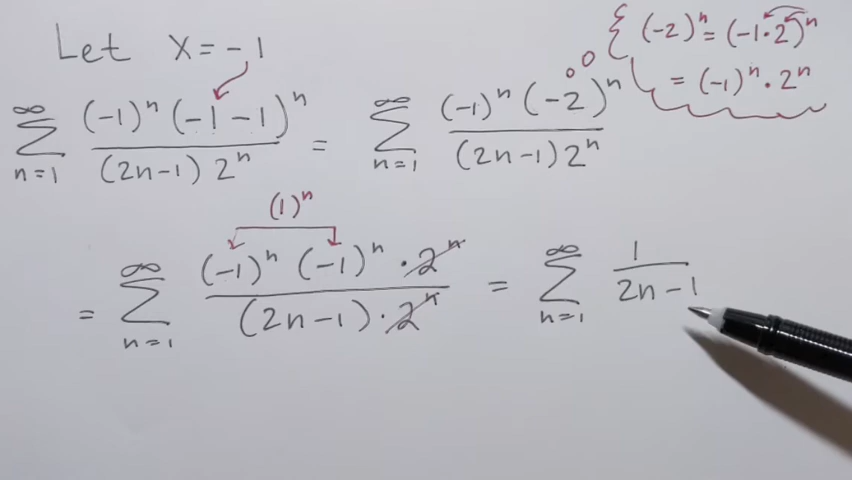 Let x = -1
{ (-2)^n = (-1·2)^n
= (-1)^n · 2^n
∞ ∑ n=1 (-1)^n (-1-1)^n / (2n-1) 2^n = ∞ ∑ n=1 (-1)^n (-2)^n / (2n-1) 2^n
(1)^n
= ∞ ∑ n=1 (-1)^n (-1)^n · 2^n / (2n-1) · 2^n = ∞ ∑ n=1 1 / 2n-1